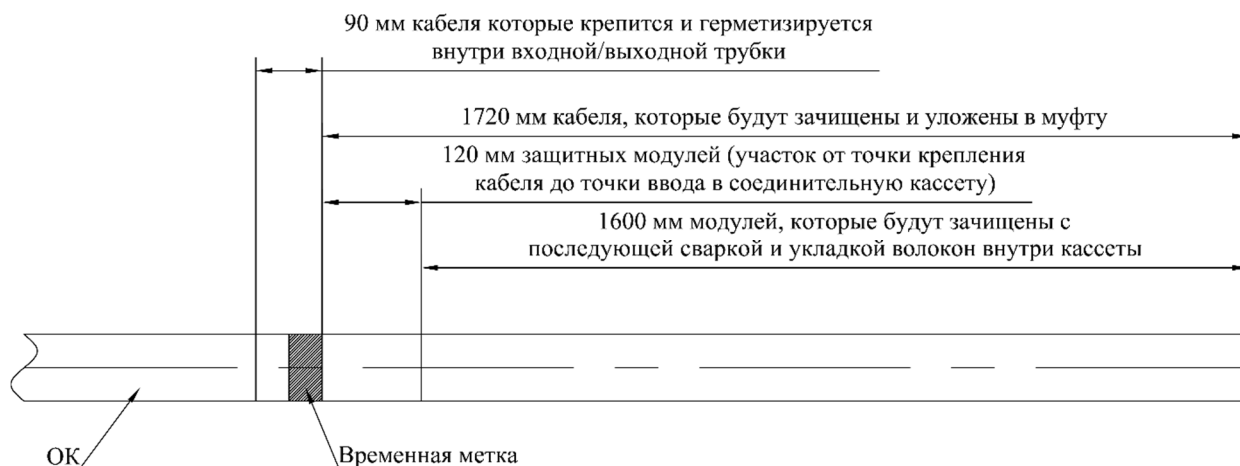 90 мм кабеля которые крепится и герметизируется
внутри входной/выходной трубки
1720 мм кабеля, которые будут зачищены и уложены в муфту
120 мм защитных модулей (участок от точки крепления
кабеля до точки ввода в соединительную кассету)
1600 мм модулей, которые будут зачищены с
последующей сваркой и укладкой волокон внутри кассеты
ОК
Временная метка